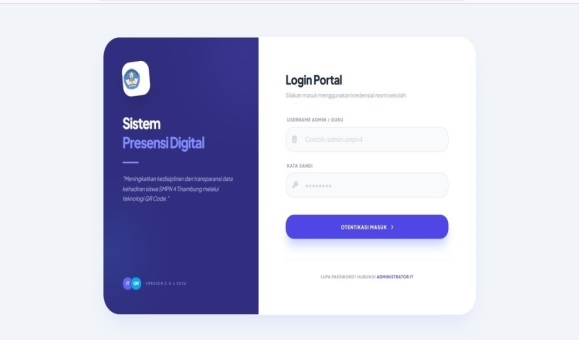 Sistem
Presensi Digital
"Meningkatkan kedisiplinan dan transparansi data
kehadiran siswa SMPN 4 Tinambung melalui
teknologi QR Code."
IT QR VERSION 2.0 • 2026
Login Portal
Silakan masuk menggunakan kredensial resmi sekolah.
USERNAME ADMIN / GURU
Contoh: admin.smpn4
KATA SANDI
OTENTIKASI MASUK >
LUPA PASSWORD? HUBUNGI ADMINISTRATOR IT